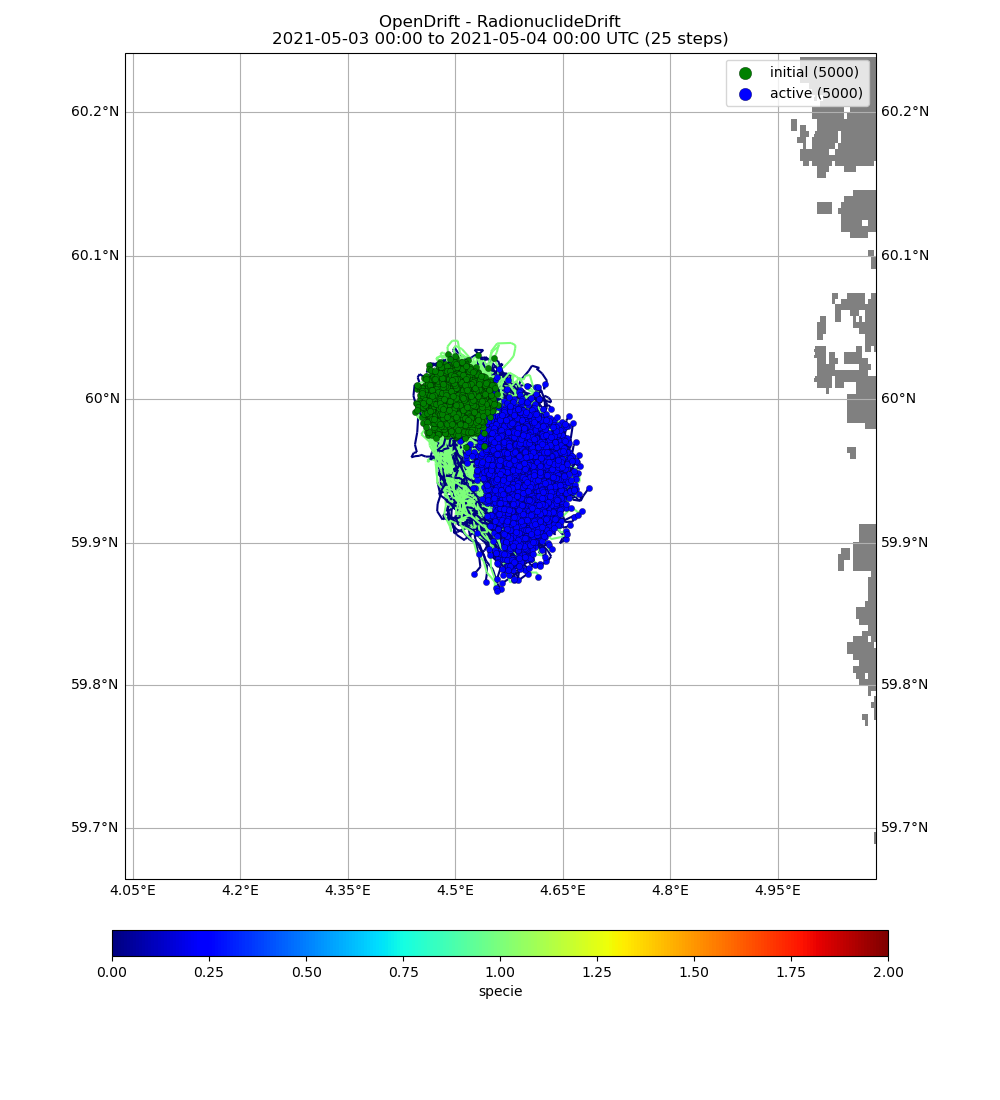 OpenDrift - RadionuclideDrift
2021-05-03 00:00 to 2021-05-04 00:00 UTC (25 steps)
initial (5000)
active (5000)
60.2°N 60.2°N
60.1°N 60.1°N
60°N 60°N
59.9°N 59.9°N
59.8°N 59.8°N
59.7°N 59.7°N
4.05°E 4.2°E 4.35°E 4.5°E 4.65°E 4.8°E 4.95°E
0.00 0.25 0.50 0.75 1.00 1.25 1.50 1.75 2.00
specie